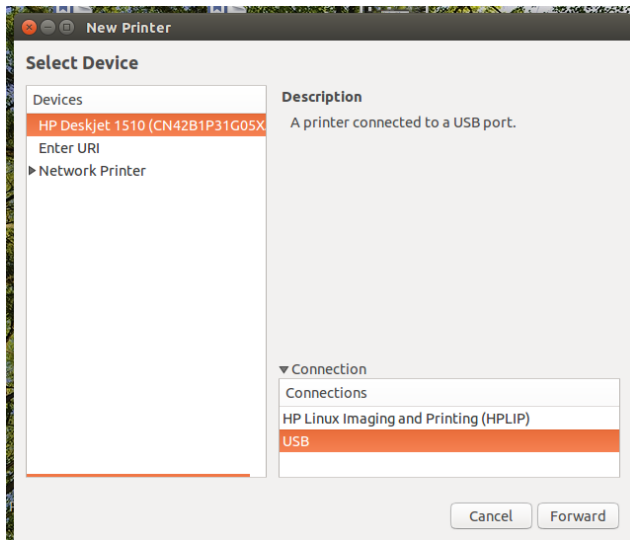 New Printer
Select Device
Devices
HP Deskjet 1510 (CN42B1P31G05X
Enter URI
Network Printer
Description
A printer connected to a USB port.
Connection
Connections
HP Linux Imaging and Printing (HPLIP)
USB
Cancel
Forward